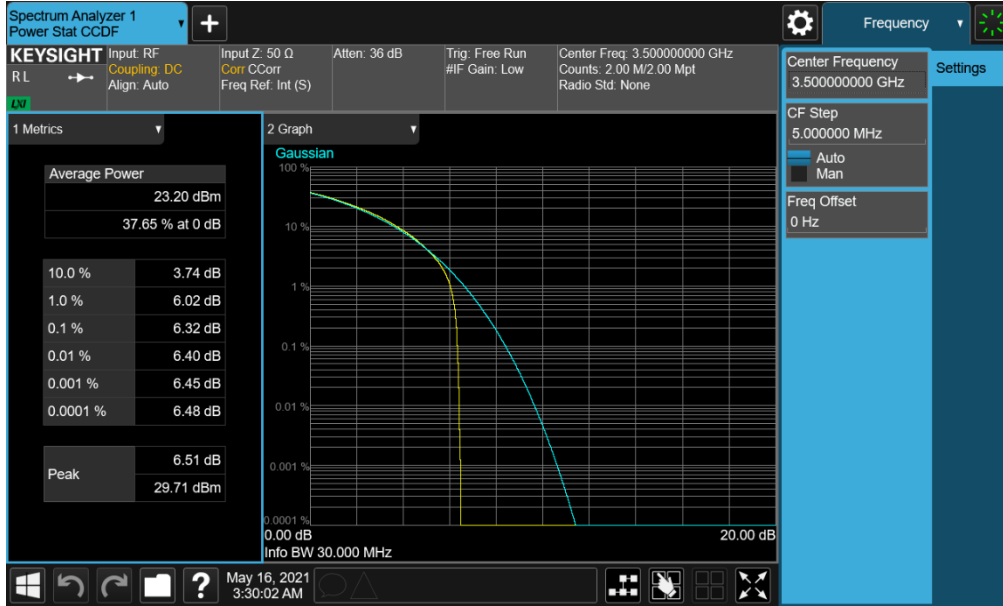 Spectrum Analyzer 1
Power Stat CCDF
Frequency
KEYSIGHT
RL
LXI
Input: RF
Coupling: DC
Align: Auto
Input Z: 50 Ω
Corr CCorr
Freq Ref: Int (S)
Atten: 36 dB
Trig: Free Run
#IF Gain: Low
Center Freq: 3.500000000 GHz
Counts: 2.00 M/2.00 Mpt
Radio Std: None
Center Frequency
3.500000000 GHz
Settings
CF Step
5.000000 MHz
Auto
Man
Freq Offset
0 Hz
1 Metrics
Average Power
23.20 dBm
37.65 % at 0 dB
10.0 % 3.74 dB
1.0 % 6.02 dB
0.1 % 6.32 dB
0.01 % 6.40 dB
0.001 % 6.45 dB
0.0001 % 6.48 dB
Peak
6.51 dB
29.71 dBm
2 Graph
Gaussian
100 %
10 %
1 %
0.1 %
0.01 %
0.001 %
0.0001 %
0.00 dB 20.00 dB
Info BW 30.000 MHz
?
May 16, 2021
3:30:02 AM